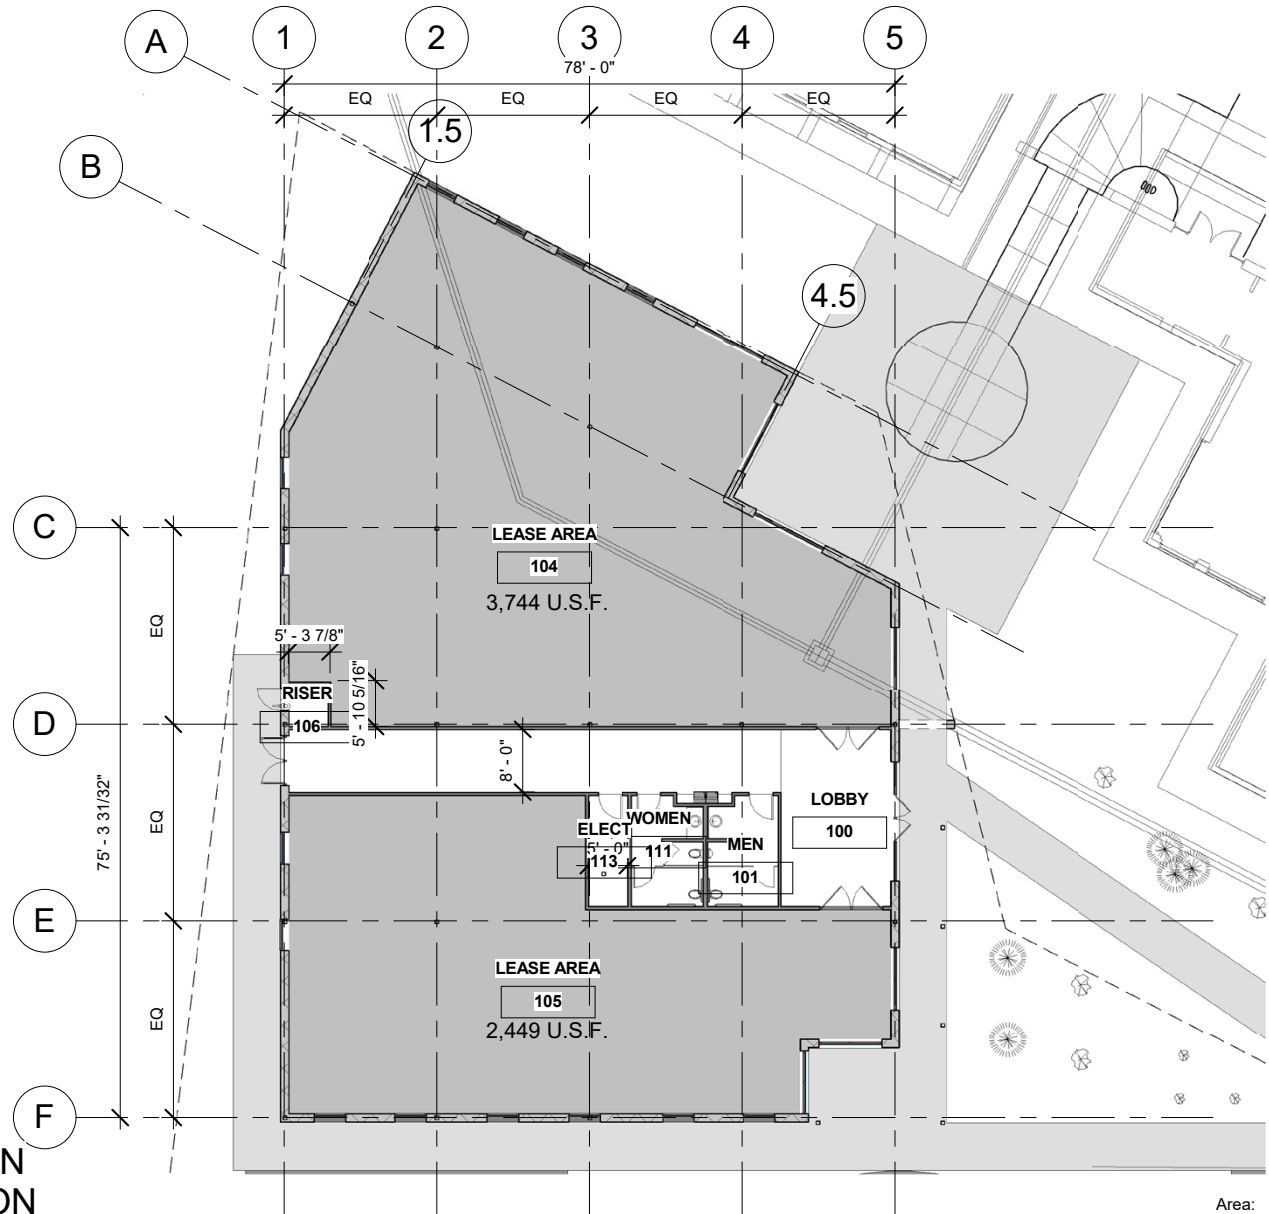 A
1
2
3
4
5
78' - 0"
EQ
EQ
EQ
EQ
1.5
B
4.5
C
LEASE AREA
104
3,744 U.S.F.
EQ
5' - 3 7/8"
5' - 10 5/16"
RISER
106
D
8' - 0"
75' - 3 31/32"
EQ
LOBBY
100
WOMEN
ELECT
5' - 0"
111
113
MEN
101
E
LEASE AREA
105
2,449 U.S.F.
EQ
F
N
ON
Area: